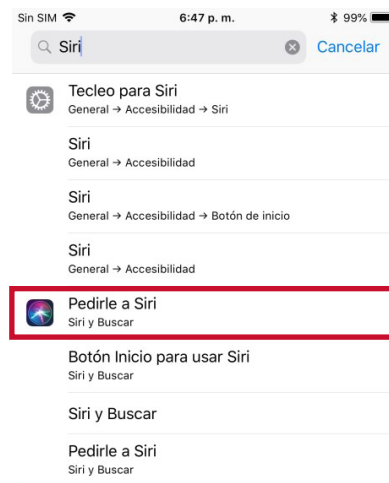 Sin SIM 6:47 p. m. 99%
Siri Cancelar
Tecleo para Siri
General → Accesibilidad → Siri
Siri
General → Accesibilidad
Siri
General → Accesibilidad → Botón de inicio
Siri
General → Accesibilidad
Pedirle a Siri
Siri y Buscar
Botón Inicio para usar Siri
Siri y Buscar
Siri y Buscar
Pedirle a Siri
Siri y Buscar